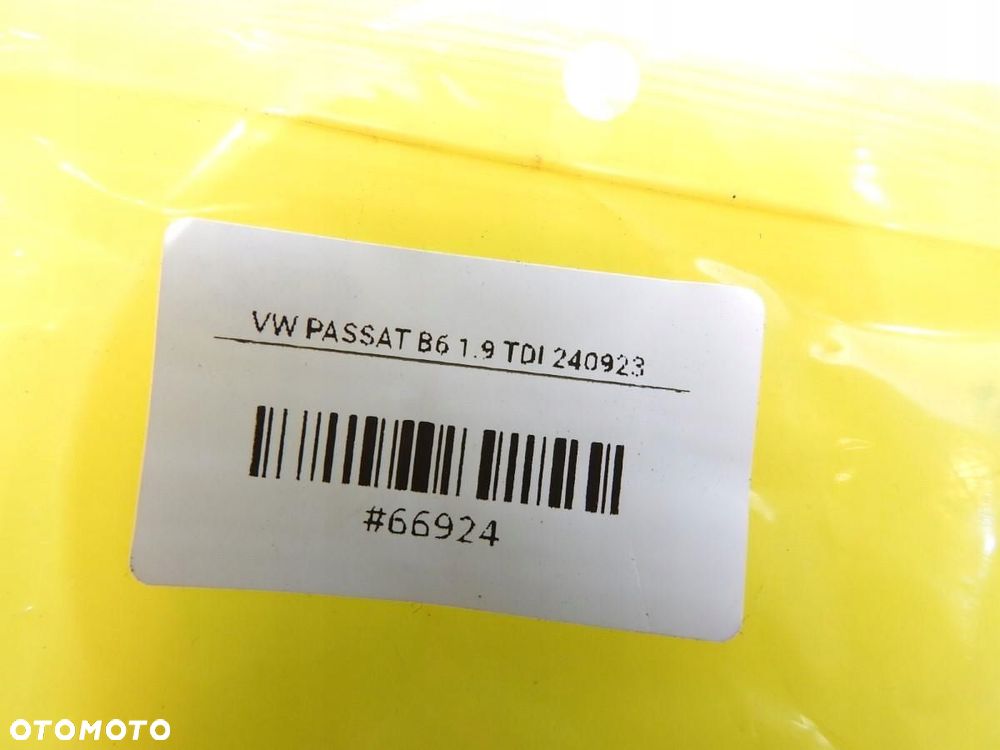 VW PASSAT B6 1.9 TDI 240923
#66924
OTOMOTO